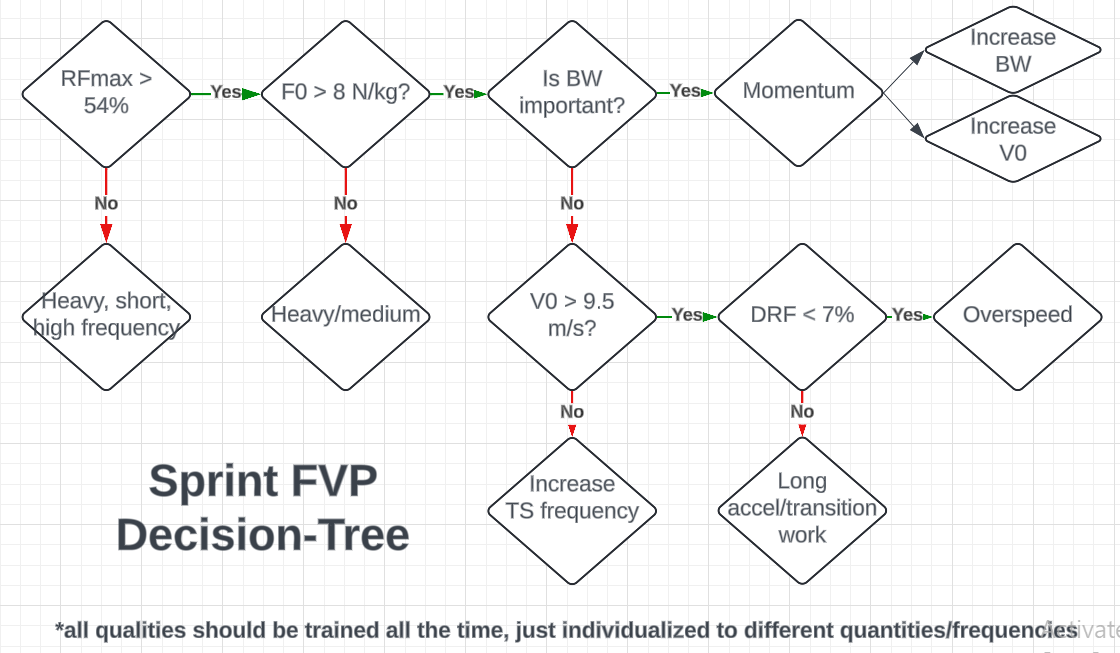 RFmax >
54%
Yes
F0 > 8 N/kg?
Yes
Is BW
important?
Yes
Momentum
Increase
BW
Increase
V0
No
No
No
Heavy, short,
high frequency
Heavy/medium
V0 > 9.5
m/s?
Yes
DRF < 7%
Yes
Overspeed
No
No
Increase
TS frequency
Long
accel/transition
work
Sprint FVP
Decision-Tree
*all qualities should be trained all the time, just individualized to different quantities/frequencies
Activate